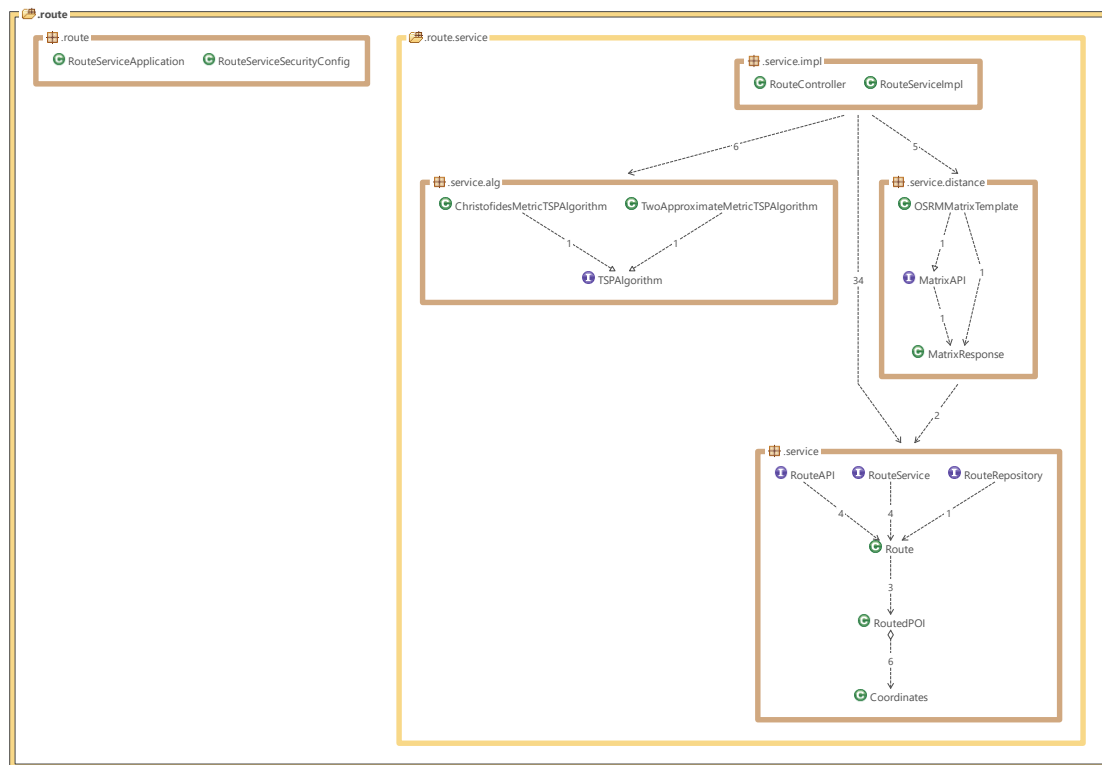 .route
.route
RouteServiceApplication RouteServiceSecurityConfig
.route.service
.service.impl
RouteController RouteServiceImpl
6
5
.service.alg
ChristofidesMetricTSPAlgorithm TwoApproximateMetricTSPAlgorithm
1 1
TSPAlgorithm
.service.distance
OSRMMatrixTemplate
1
1
MatrixAPI
1
MatrixResponse
34
2
.service
RouteAPI RouteService RouteRepository
4 4 1
Route
3
RoutedPOI
6
Coordinates